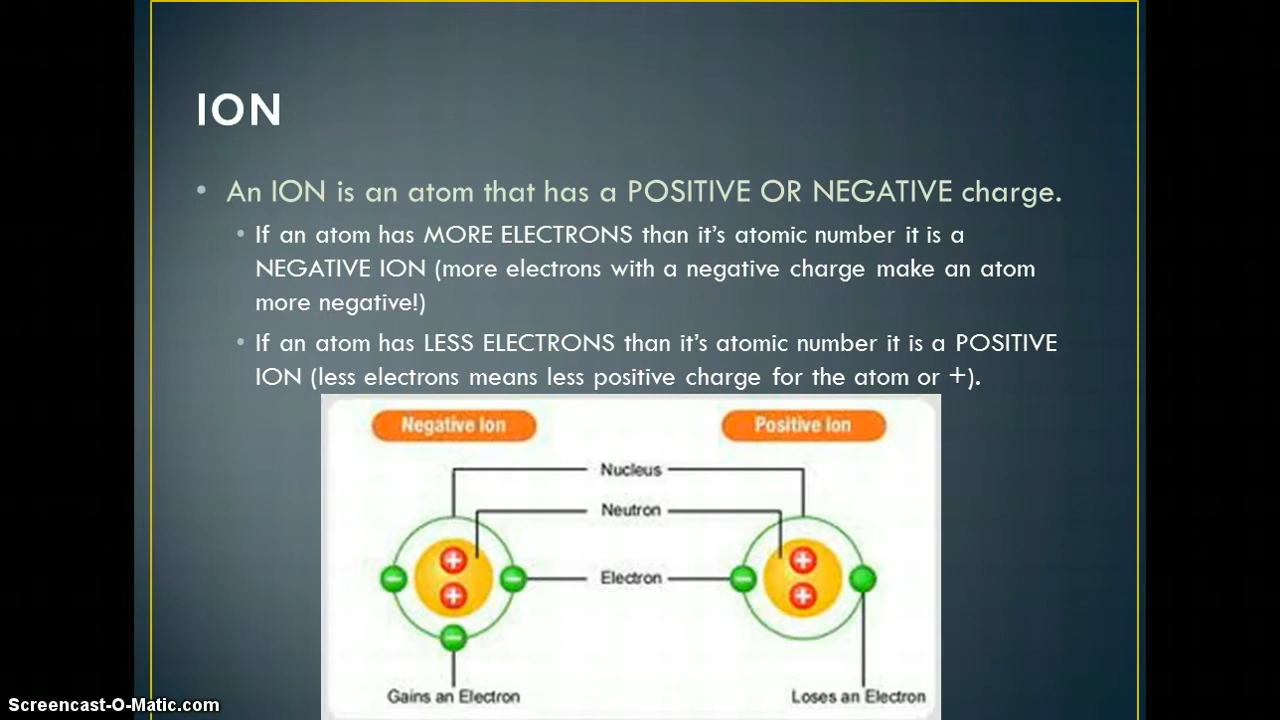 ION
• An ION is an atom that has a POSITIVE OR NEGATIVE charge.
• If an atom has MORE ELECTRONS than it's atomic number it is a
NEGATIVE ION (more electrons with a negative charge make an atom
more negative!)
• If an atom has LESS ELECTRONS than it's atomic number it is a POSITIVE
ION (less electrons means less positive charge for the atom or +).
Negative Ion
Positive Ion
Nucleus
Neutron
Electron
Gains an Electron
Loses an Electron
Screencast-O-Matic.com